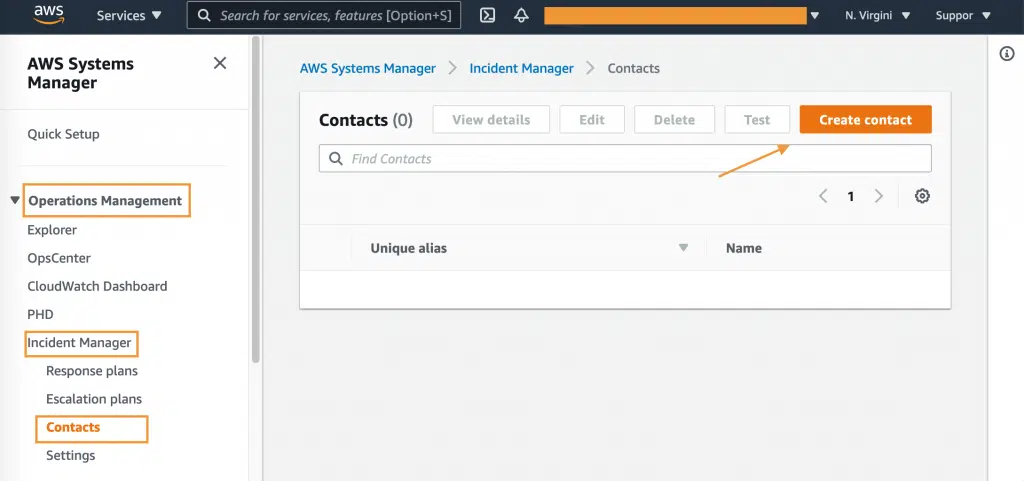 aws
Services
Search for services, features [Option+S]
N. Virgini
Suppor
AWS Systems
Manager
Quick Setup
Operations Management
Explorer
OpsCenter
CloudWatch Dashboard
PHD
Incident Manager
Response plans
Escalation plans
Contacts
Settings
AWS Systems Manager
Incident Manager
Contacts
Contacts (0)
View details
Edit
Delete
Test
Create contact
Find Contacts
1
Unique alias
Name